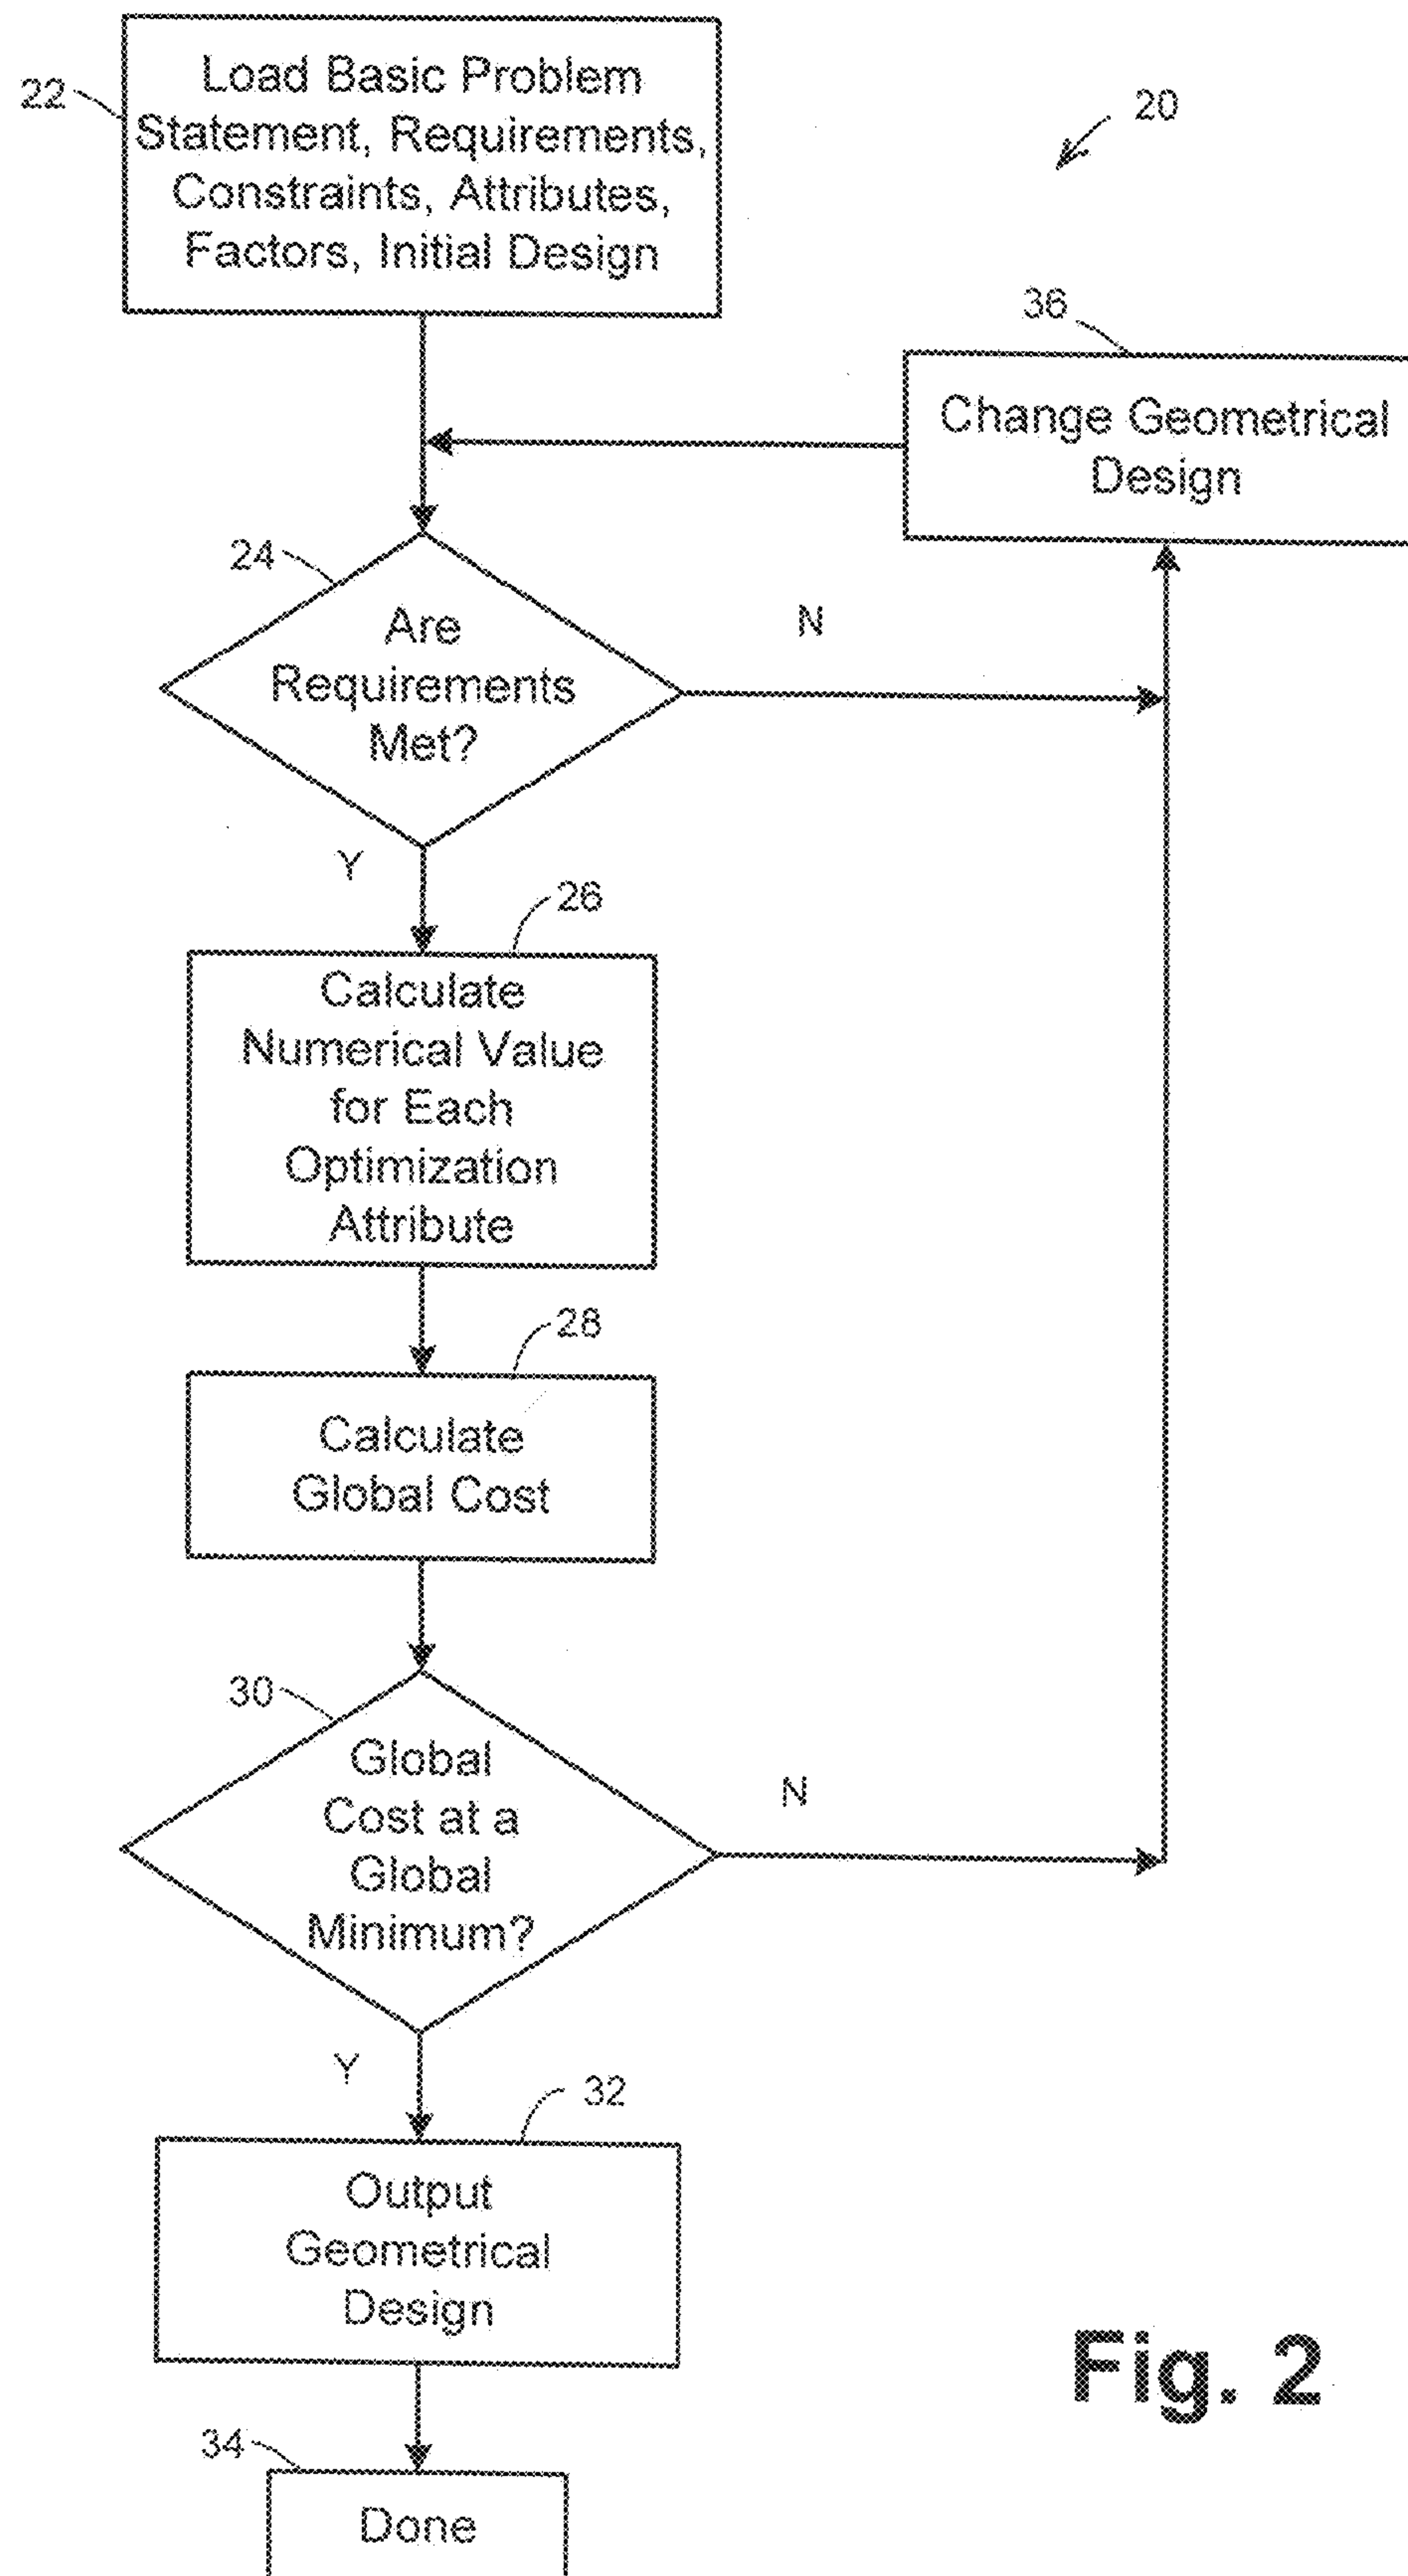 22
Load Basic Problem
Statement, Requirements,
Constraints, Attributes,
Factors, Initial Design
20
36
Change Geometrical
Design
24
Are
Requirements
Met?
N
Y
26
Calculate
Numerical Value
for Each
Optimization
Attribute
28
Calculate
Global Cost
30
Global
Cost at a
Global
Minimum?
N
Y
32
Output
Geometrical
Design
34
Done
Fig. 2